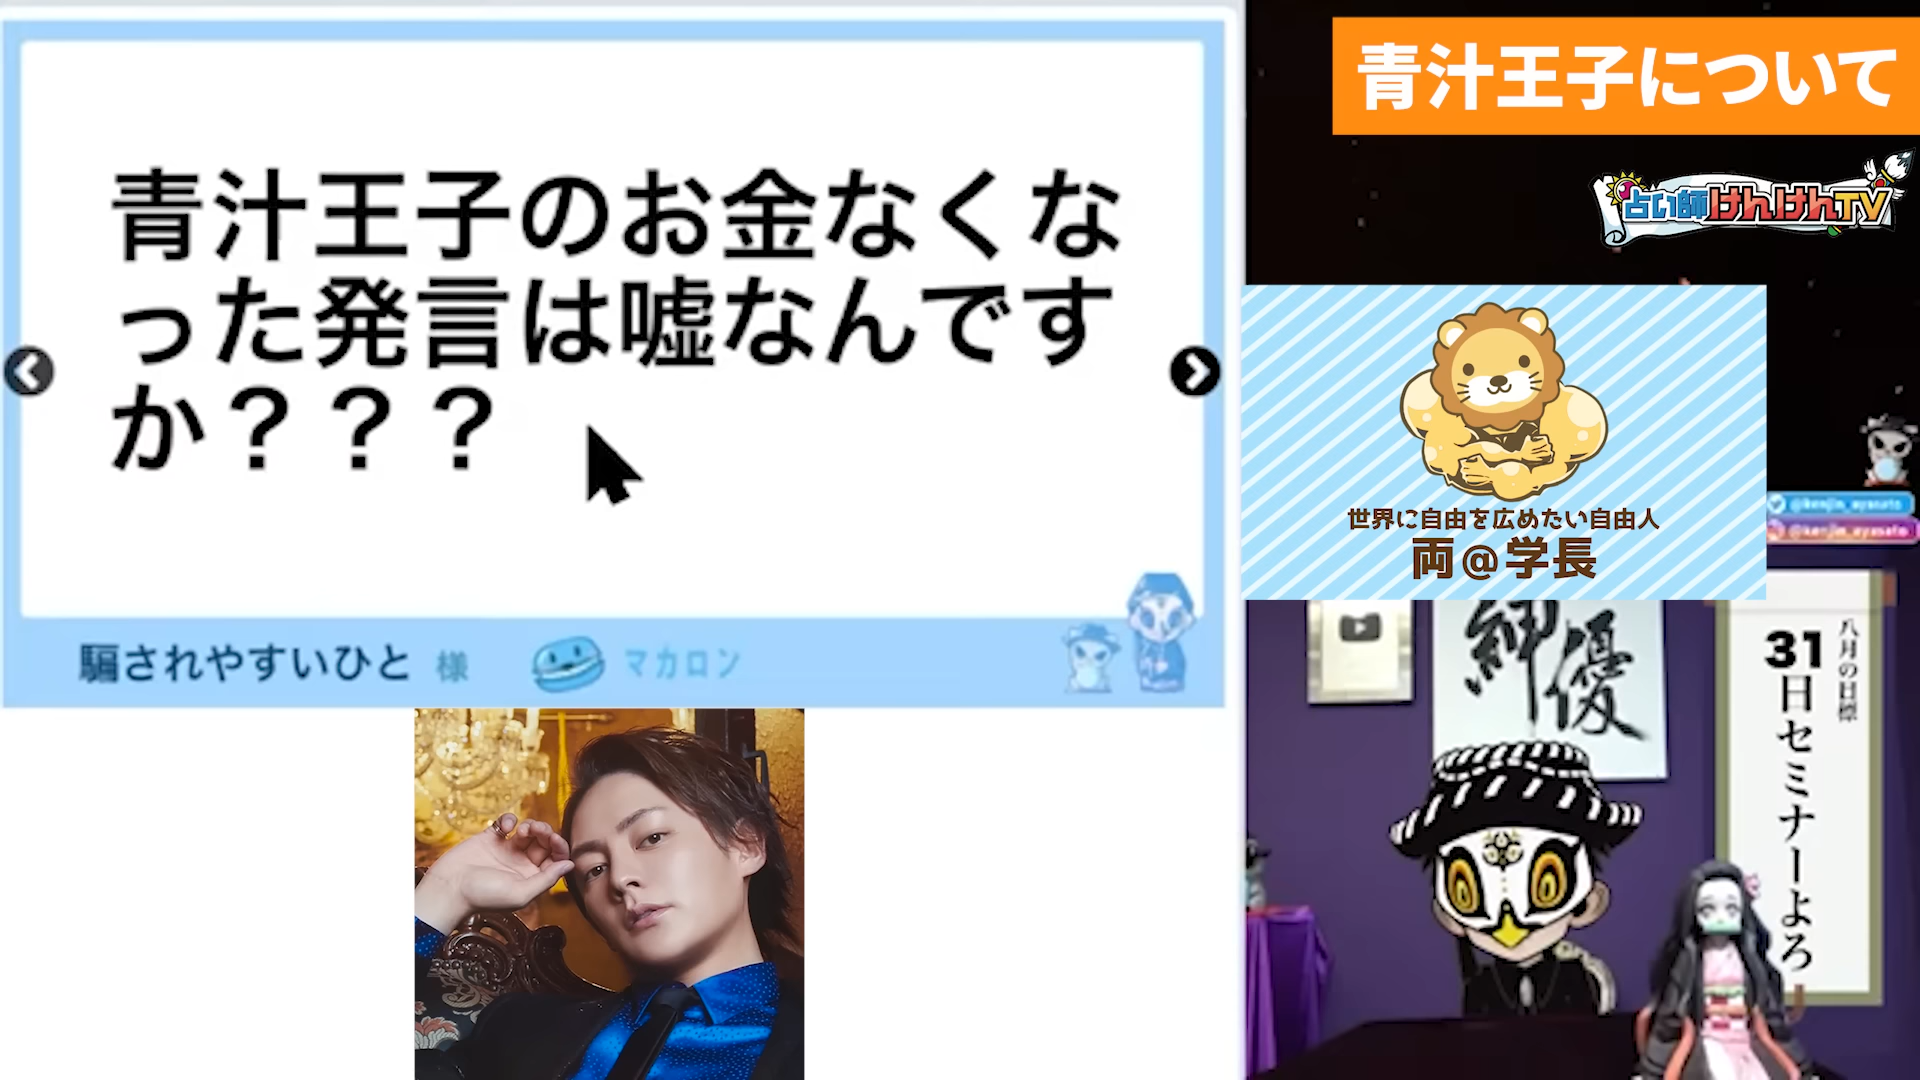 青汁王子のお金なくな
った発言は嘘なんです
か？？？
騙されやすいひと 様
マカロン
青汁王子について
占い師けんけんTV
世界に自由を広めたい自由人
両@学長
@kenjin_ayasato
@kenjin_ayasato
紳優
八月の目標
31日セミナーよろ